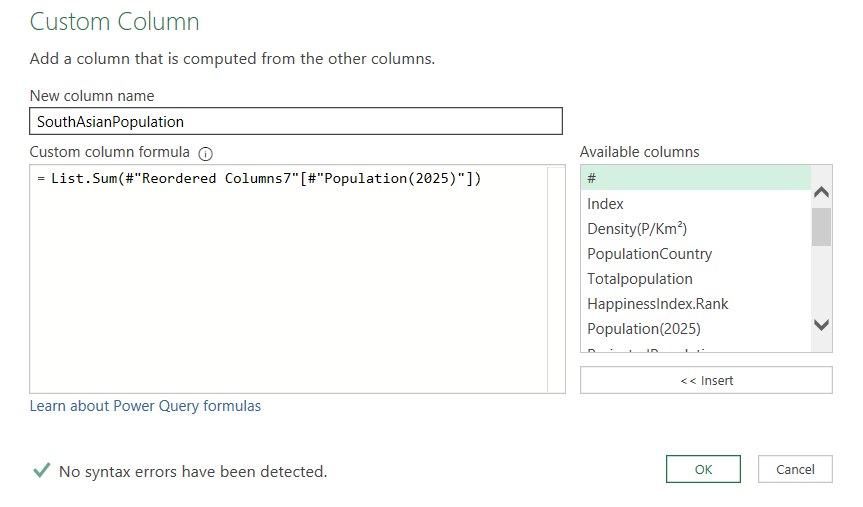 Custom Column
Add a column that is computed from the other columns.
New column name
SouthAsianPopulation
Custom column formula
Available columns
= List.Sum(#"Reordered Columns7"[#"Population(2025)"])
#
Index
Density(P/Km²)
PopulationCountry
Totalpopulation
HappinessIndex.Rank
Population(2025)
<< Insert
Learn about Power Query formulas
No syntax errors have been detected.
OK
Cancel